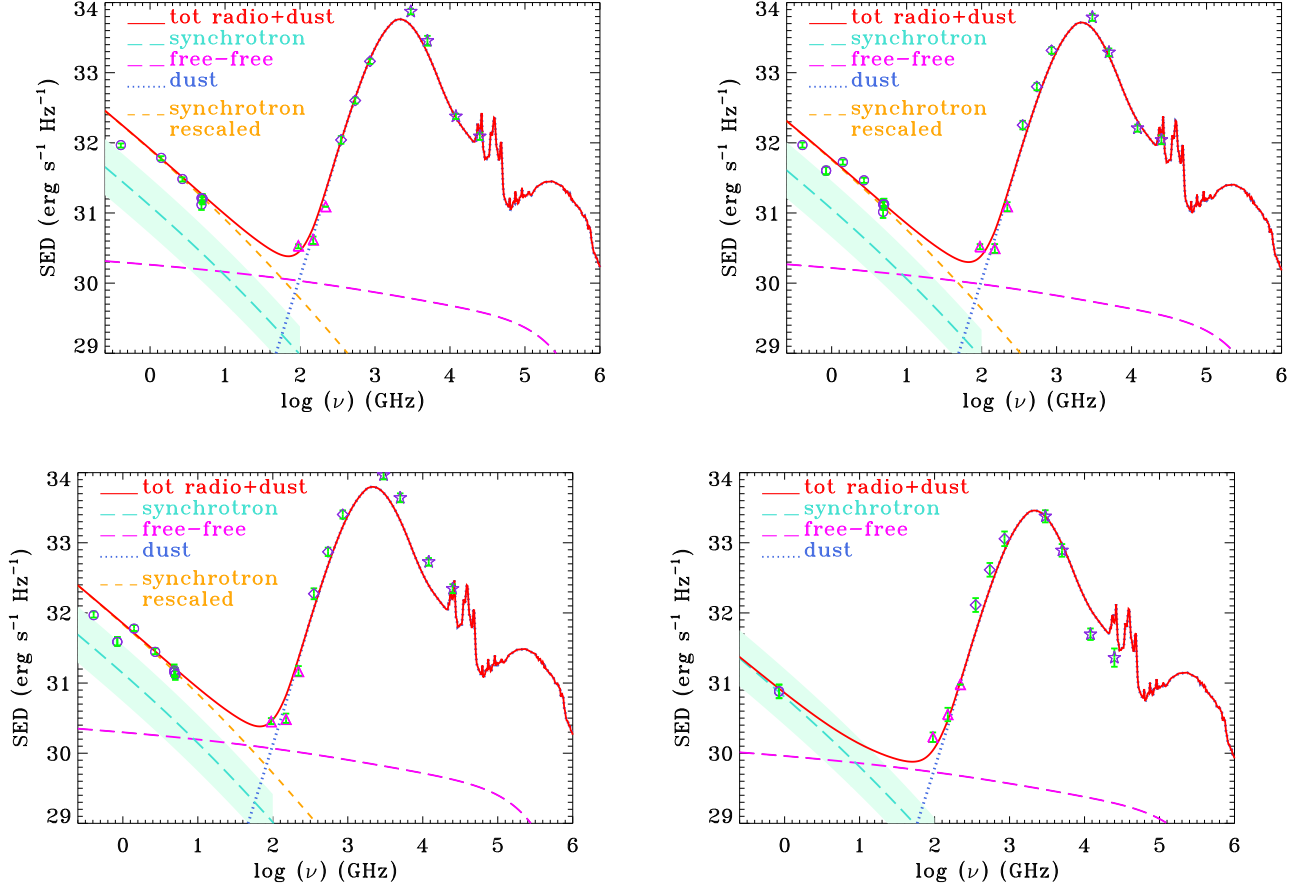 34
33
32
31
30
29
SED (erg s⁻¹ Hz⁻¹)
tot radio+dust
synchrotron
free−free
dust
synchrotron
rescaled
0 1 2 3 4 5 6
log (ν) (GHz)
34
33
32
31
30
29
SED (erg s⁻¹ Hz⁻¹)
tot radio+dust
synchrotron
free−free
dust
synchrotron
rescaled
0 1 2 3 4 5 6
log (ν) (GHz)
34
33
32
31
30
29
SED (erg s⁻¹ Hz⁻¹)
tot radio+dust
synchrotron
free−free
dust
synchrotron
rescaled
0 1 2 3 4 5 6
log (ν) (GHz)
34
33
32
31
30
29
SED (erg s⁻¹ Hz⁻¹)
tot radio+dust
synchrotron
free−free
dust
0 1 2 3 4 5 6
log (ν) (GHz)